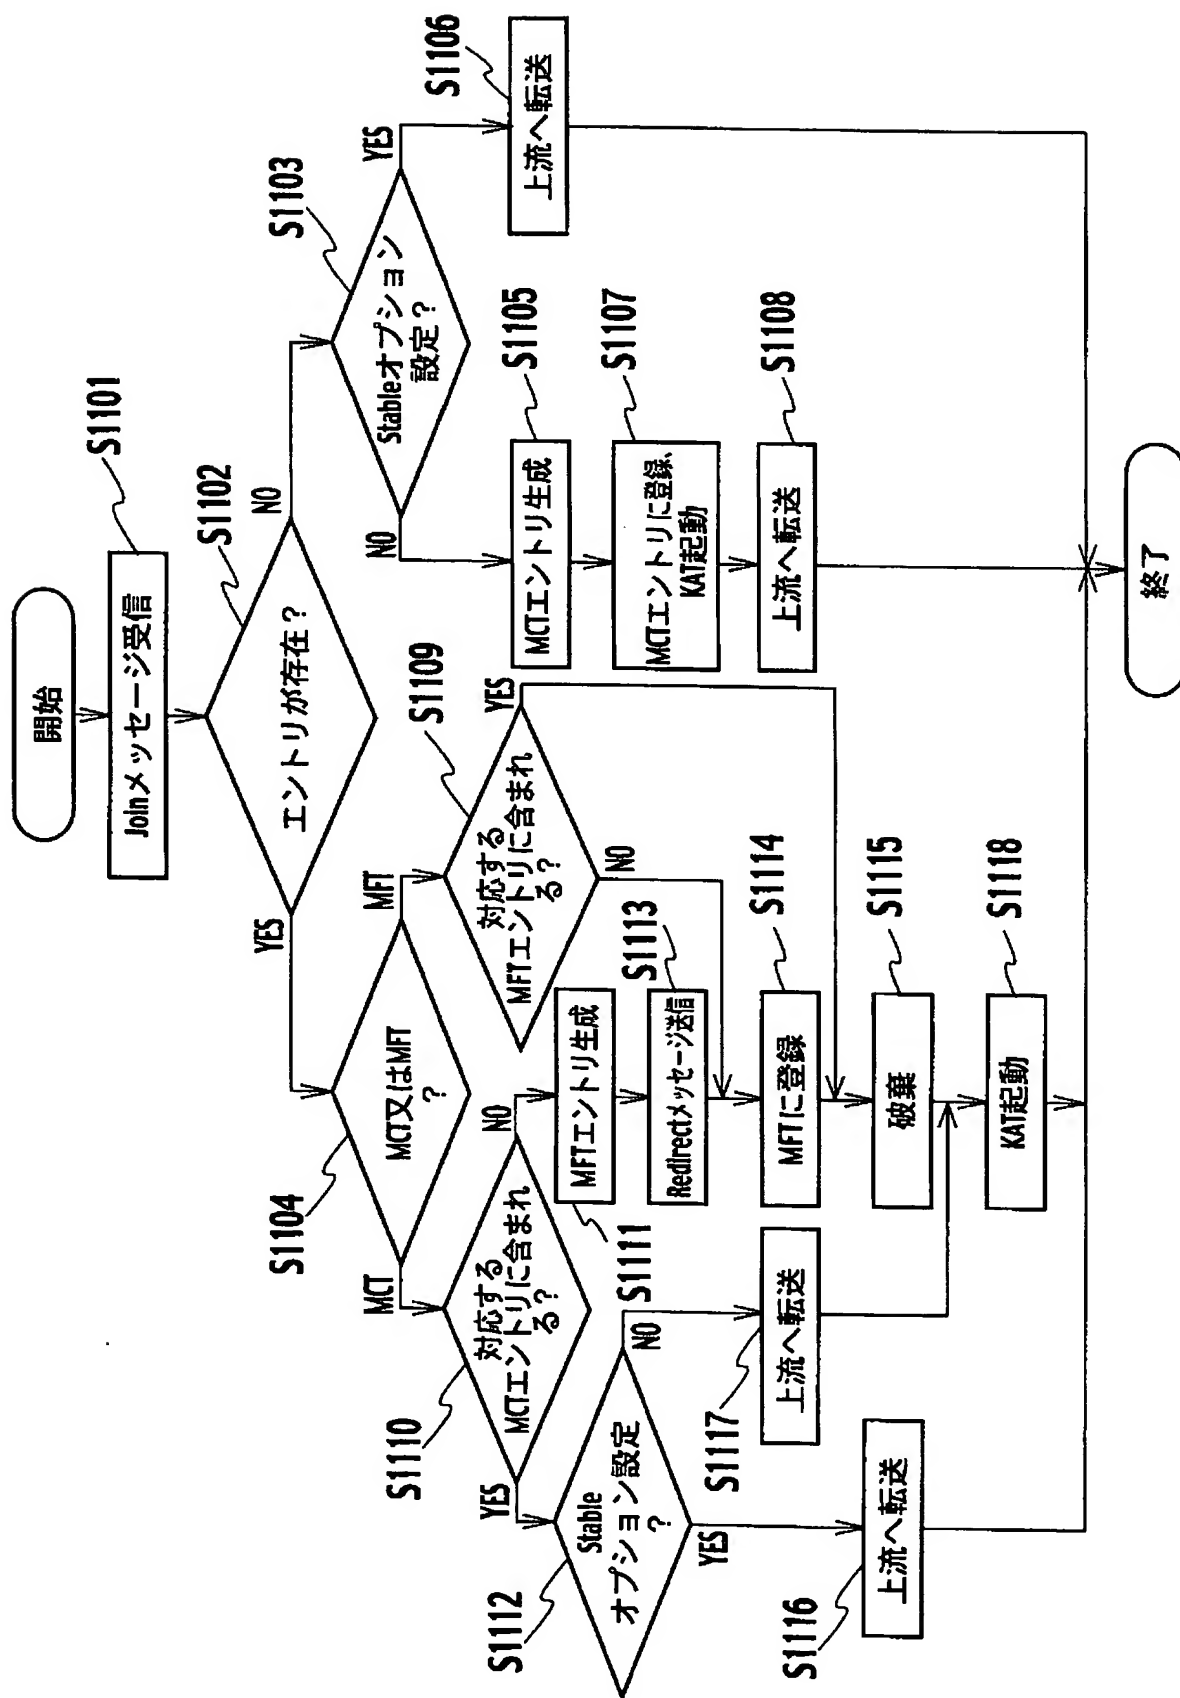 開始
S1101
Joinメッセージ受信
S1102
エントリが存在？
YES
NO
S1103
Stableオプション
設定？
YES
NO
S1106
上流へ転送
S1105
MCTエントリ生成
S1107
MCTエントリに登録、
KAT起動
S1108
上流へ転送
S1104
MCT又はMFT
？
MCT
MFT
S1109
対応する
MFTエントリに含まれ
る？
YES
NO
S1110
対応する
MCTエントリに含まれ
る？
YES
NO
S1111
MFTエントリ生成
S1113
Redirectメッセージ送信
S1114
MFTに登録
S1115
破棄
S1118
KAT起動
S1112
Stable
オプション設定
？
NO
YES
S1117
上流へ転送
S1116
上流へ転送
終了